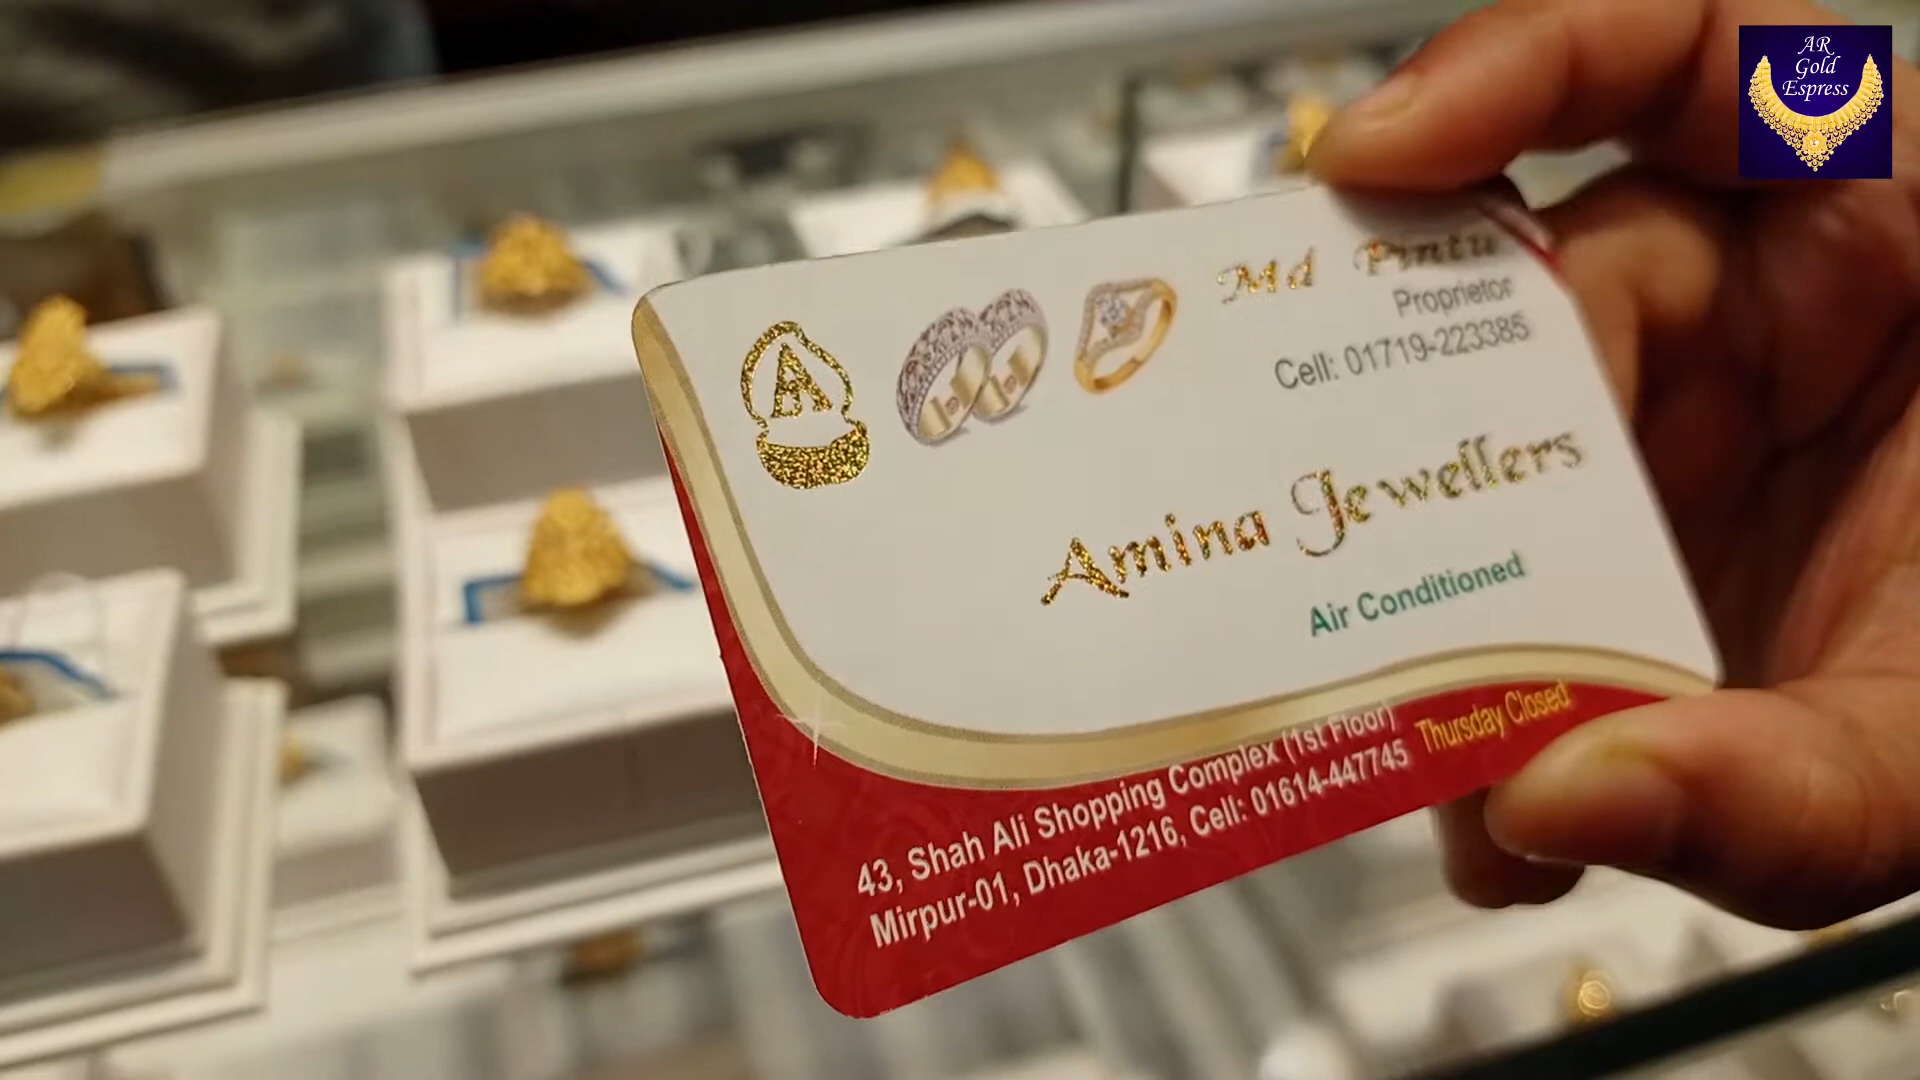 AR
Gold
Espress
Md Pintu
Proprietor
Cell: 01719-223385
A
Amina Jewellers
Air Conditioned
43, Shah Ali Shopping Complex (1st Floor)
Mirpur-01, Dhaka-1216, Cell: 01614-447745
Thursday Closed